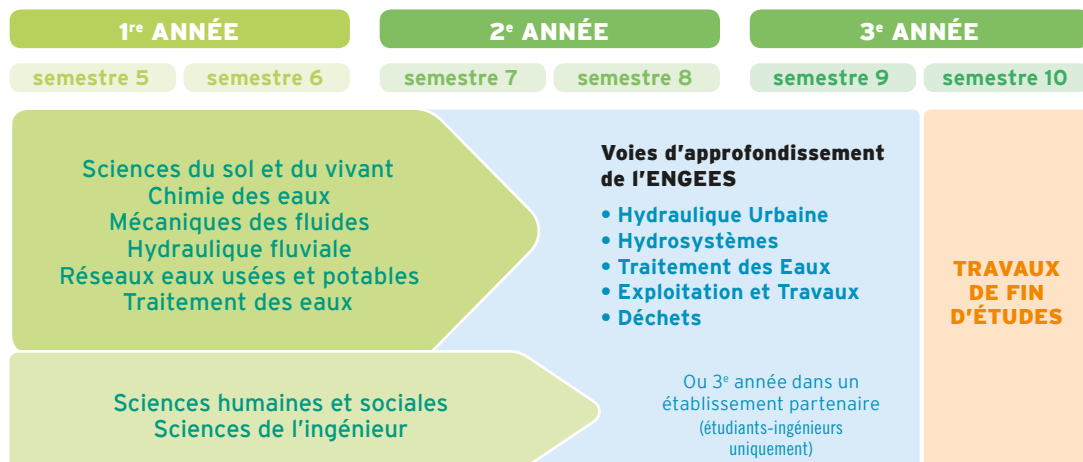 1re ANNÉE
2e ANNÉE
3e ANNÉE
semestre 5
semestre 6
semestre 7
semestre 8
semestre 9
semestre 10
Sciences du sol et du vivant
Chimie des eaux
Mécaniques des fluides
Hydraulique fluviale
Réseaux eaux usées et potables
Traitement des eaux
Sciences humaines et sociales
Sciences de l'ingénieur
Voies d'approfondissement
de l'ENGEES
• Hydraulique Urbaine
• Hydrosystèmes
• Traitement des Eaux
• Exploitation et Travaux
• Déchets
Ou 3e année dans un
établissement partenaire
(étudiants-ingénieurs
uniquement)
TRAVAUX
DE FIN
D'ÉTUDES